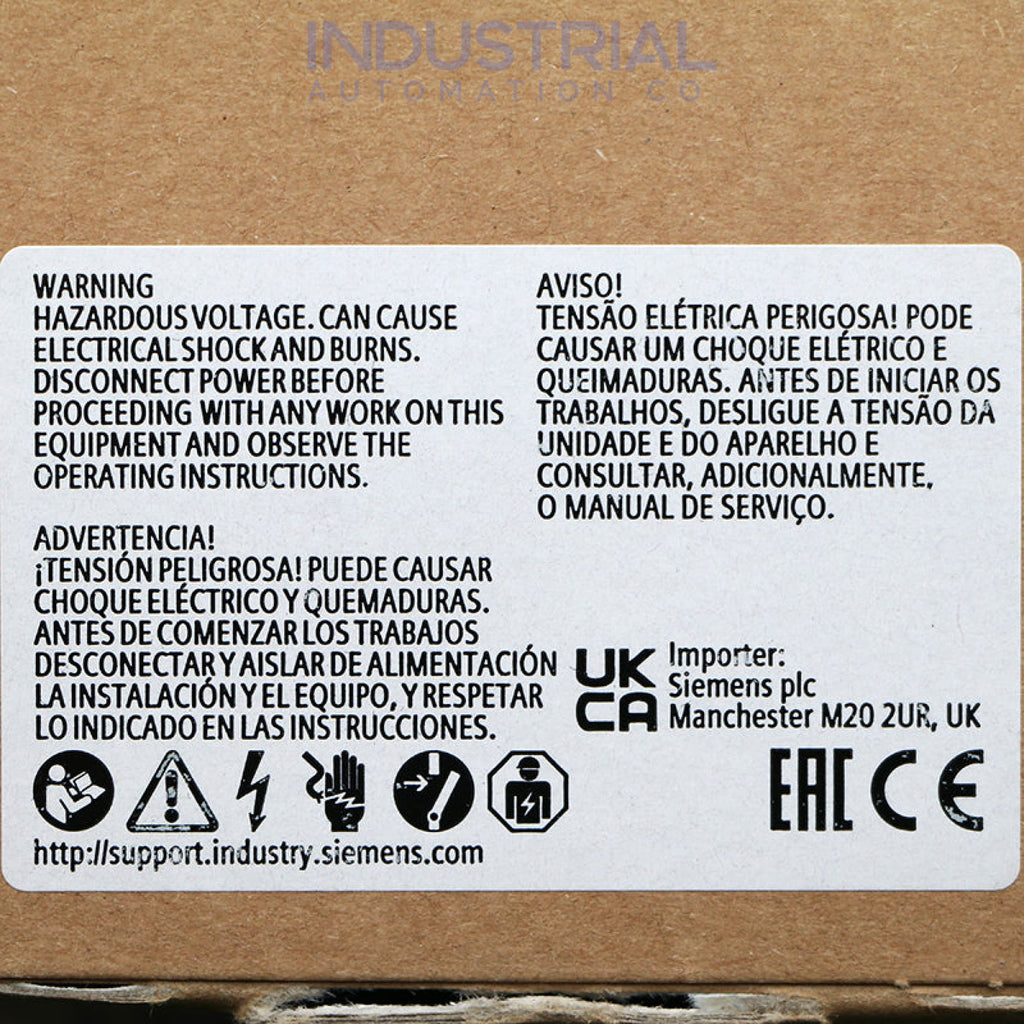 INDUSTRIAL
AUTOMATION CO
WARNING
HAZARDOUS VOLTAGE. CAN CAUSE
ELECTRICAL SHOCK AND BURNS.
DISCONNECT POWER BEFORE
PROCEEDING WITH ANY WORK ON THIS
EQUIPMENT AND OBSERVE THE
OPERATING INSTRUCTIONS.
ADVERTENCIA!
¡TENSIÓN PELIGROSA! PUEDE CAUSAR
CHOQUE ELÉCTRICO Y QUEMADURAS.
ANTES DE COMENZAR LOS TRABAJOS
DESCONECTAR Y AISLAR DE ALIMENTACIÓN
LA INSTALACIÓN Y EL EQUIPO, Y RESPETAR
LO INDICADO EN LAS INSTRUCCIONES.
http://support.industry.siemens.com
AVISO!
TENSÃO ELÉTRICA PERIGOSA! PODE
CAUSAR UM CHOQUE ELÉTRICO E
QUEIMADURAS. ANTES DE INICIAR OS
TRABALHOS, DESLIGUE A TENSÃO DA
UNIDADE E DO APARELHO E
CONSULTAR, ADICIONALMENTE,
O MANUAL DE SERVIÇO.
UK
CA
Importer:
Siemens plc
Manchester M20 2UR, UK
EAC CE